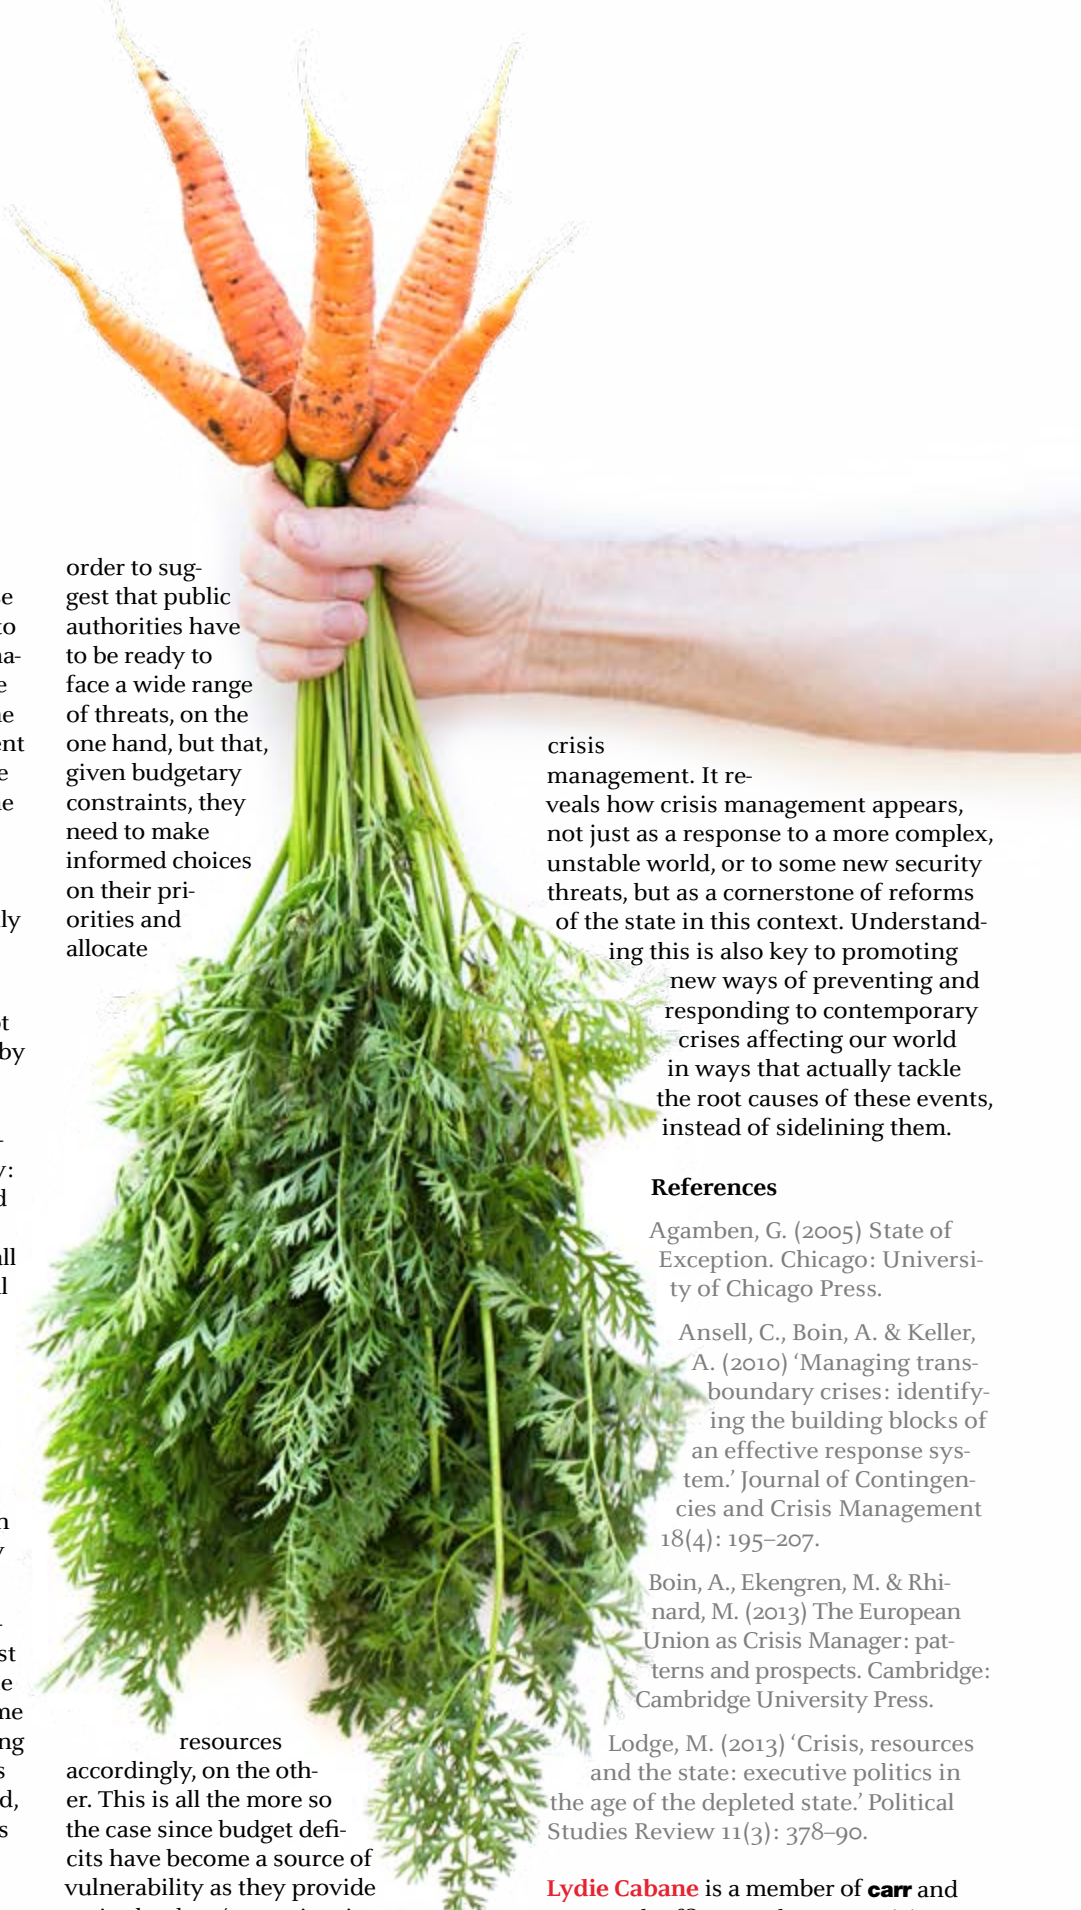 e
to
na-
e
ne
ent
e
ne
ly
t
by
-
y:
d
all
l
n
y
-
st
e
me
ng
s
d,
s
order to sug-
gest that public
authorities have
to be ready to
face a wide range
of threats, on the
one hand, but that,
given budgetary
constraints, they
need to make
informed choices
on their pri-
orities and
allocate
resources
accordingly, on the oth-
er. This is all the more so
the case since budget defi-
cits have become a source of
vulnerability as they provide
crisis
management. It re-
veals how crisis management appears,
not just as a response to a more complex,
unstable world, or to some new security
threats, but as a cornerstone of reforms
of the state in this context. Understand-
ing this is also key to promoting
new ways of preventing and
responding to contemporary
crises affecting our world
in ways that actually tackle
the root causes of these events,
instead of sidelining them.
References
Agamben, G. (2005) State of
Exception. Chicago: Universi-
ty of Chicago Press.
Ansell, C., Boin, A. & Keller,
A. (2010) ‘Managing trans-
boundary crises: identify-
ing the building blocks of
an effective response sys-
tem.’ Journal of Contingen-
cies and Crisis Management
18(4): 195–207.
Boin, A., Ekengren, M. & Rhi-
nard, M. (2013) The European
Union as Crisis Manager: pat-
terns and prospects. Cambridge:
Cambridge University Press.
Lodge, M. (2013) ‘Crisis, resources
and the state: executive politics in
the age of the depleted state.’ Political
Studies Review 11(3): 378–90.
Lydie Cabane is a member of carr and